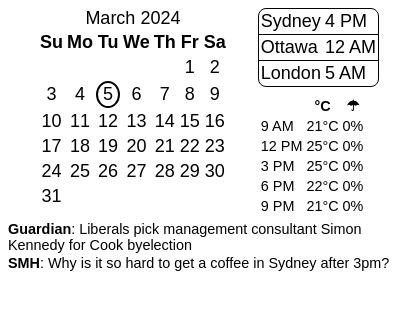 March 2024
Su Mo Tu We Th Fr Sa
1 2
3 4 5 6 7 8 9
10 11 12 13 14 15 16
17 18 19 20 21 22 23
24 25 26 27 28 29 30
31
Sydney 4 PM
Ottawa 12 AM
London 5 AM
°C ☂
9 AM 21°C 0%
12 PM 25°C 0%
3 PM 25°C 0%
6 PM 22°C 0%
9 PM 21°C 0%
Guardian: Liberals pick management consultant Simon
Kennedy for Cook byelection
SMH: Why is it so hard to get a coffee in Sydney after 3pm?